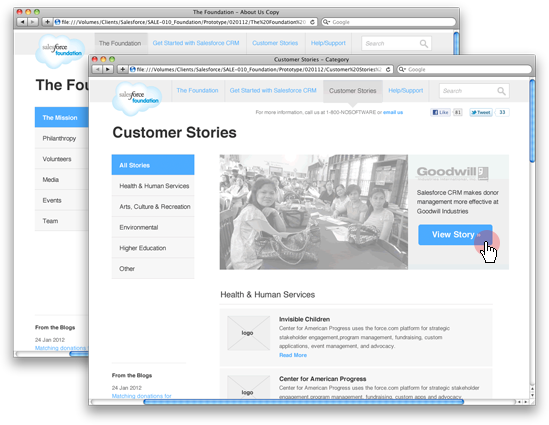 The Foundation – About Us Copy
file:///Volumes/Clients/Salesforce/SALE-010_Foundation/Prototype/020112/The%20Foundation
Google
salesforce
foundation
The Foundation
Get Started with Salesforce CRM
Customer Stories
Help/Support
Search
The Fou
The Mission
Philanthropy
Volunteers
Media
Events
Team
From the Blogs
24 Jan 2012
Matching donations f
Customer Stories – Category
file:///Volumes/Clients/Salesforce/SALE-010_Foundation/Prototype/020112/Customer%20Stories
Google
salesforce
foundation
The Foundation
Get Started with Salesforce CRM
Customer Stories
Help/Support
Search
For more information, call us at 1-800-NOSOFTWARE or email us
Like
81
Tweet
33
Customer Stories
All Stories
Health & Human Services
Arts, Culture & Recreation
Environmental
Higher Education
Other
Goodwill
Salesforce CRM makes donor
management more effective at
Goodwill Industries
View Story
Health & Human Services
logo
Invisible Children
Center for American Progress uses the force.com platform for strategic
stakeholder engagement,program management, fundraising, custom
applications, event management, and advocacy.
Read More
logo
Center for American Progress
Center for American Progress uses the force.com platform for strategic stakeholder
engagement,program management, fundraising, custom apps and advocacy.
From the Blogs
24 Jan 2012
Matching donations for